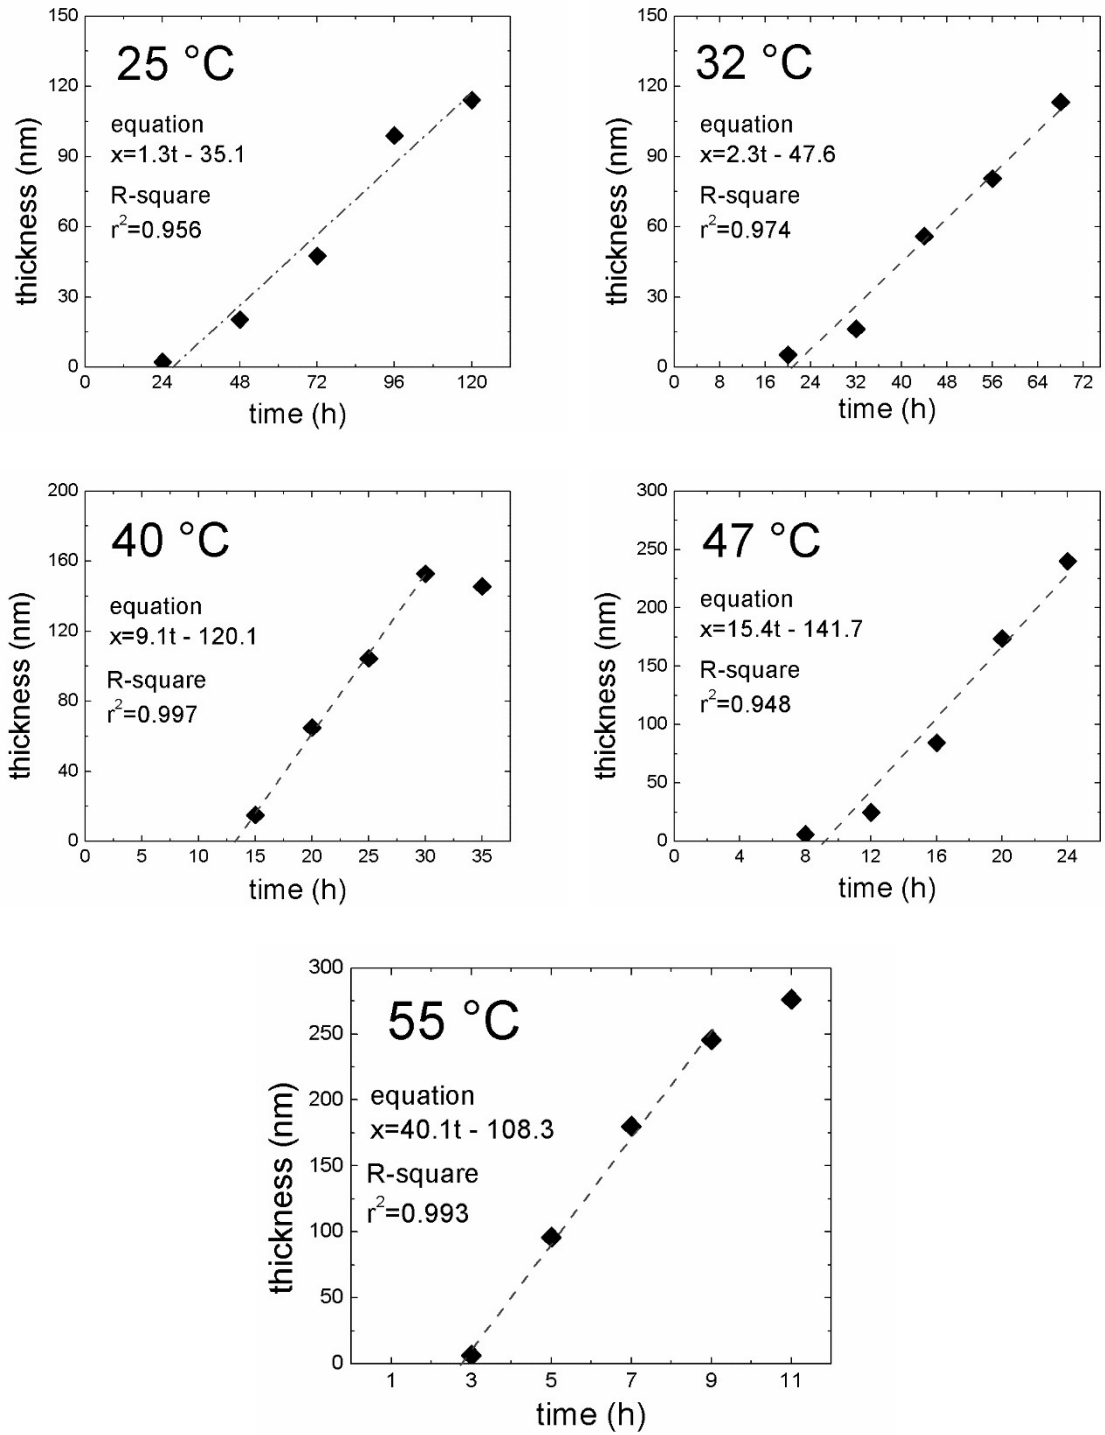 25 °C
equation
x=1.3t - 35.1
R-square
r²=0.956
thickness (nm)
150
120
90
60
30
0
0 24 48 72 96 120
time (h)
32 °C
equation
x=2.3t - 47.6
R-square
r²=0.974
thickness (nm)
150
120
90
60
30
0
0 8 16 24 32 40 48 56 64 72
time (h)
40 °C
equation
x=9.1t - 120.1
R-square
r²=0.997
thickness (nm)
200
160
120
80
40
0
0 5 10 15 20 25 30 35
time (h)
47 °C
equation
x=15.4t - 141.7
R-square
r²=0.948
thickness (nm)
300
250
200
150
100
50
0
0 4 8 12 16 20 24
time (h)
55 °C
equation
x=40.1t - 108.3
R-square
r²=0.993
thickness (nm)
300
250
200
150
100
50
0
1 3 5 7 9 11
time (h)